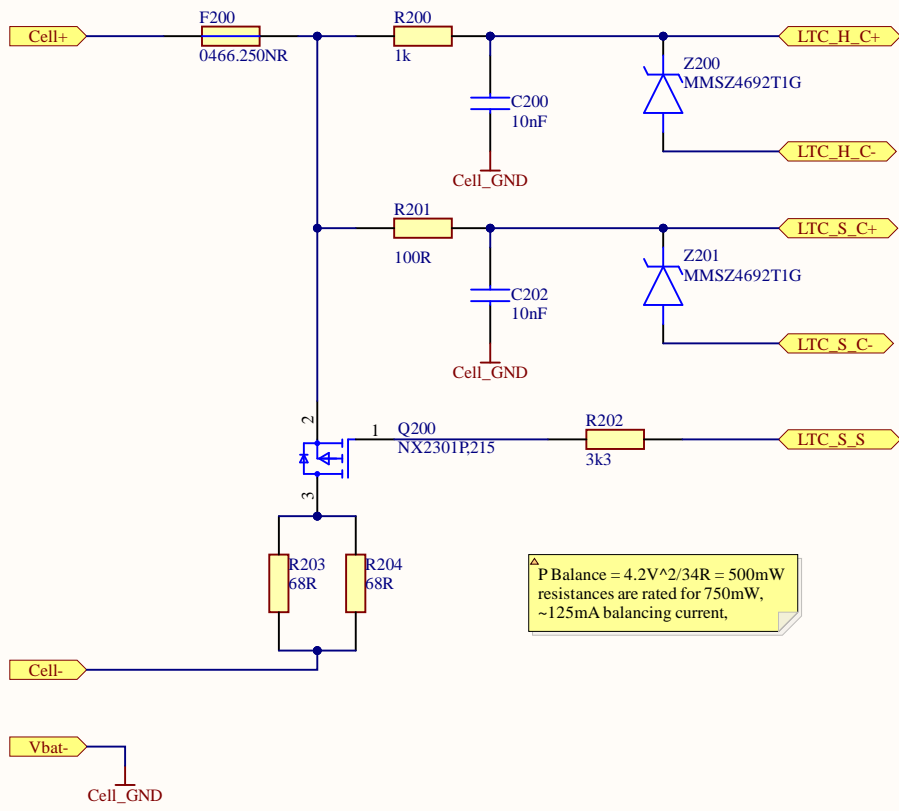 F200
Cell+
0466.250NR
R200
1k
LTC_H_C+
Z200
MMSZ4692T1G
C200
10nF
LTC_H_C-
Cell_GND
R201
100R
LTC_S_C+
Z201
MMSZ4692T1G
C202
10nF
LTC_S_C-
Cell_GND
2
1
Q200
NX2301P,215
R202
3k3
LTC_S_S
3
R203
68R
R204
68R
P Balance = 4.2V^2/34R = 500mW
resistances are rated for 750mW,
~125mA balancing current,
Cell-
Vbat-
Cell_GND